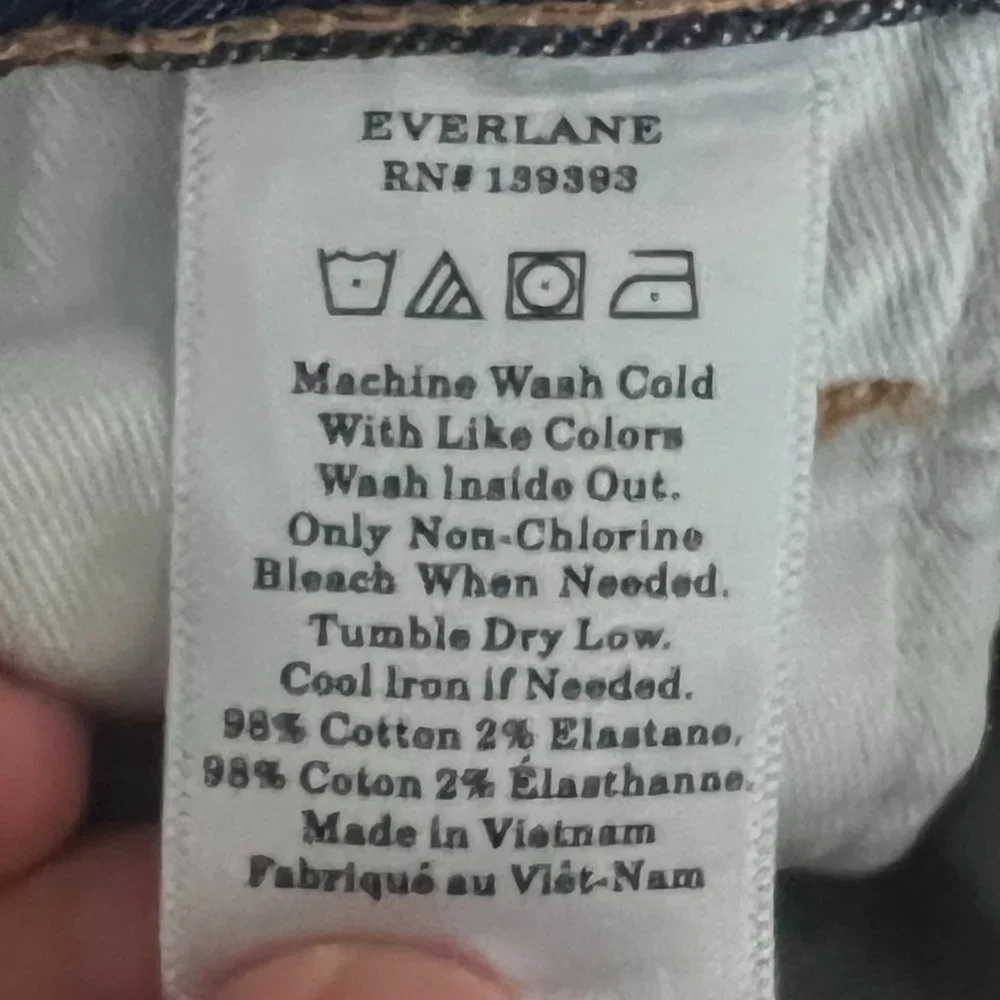 EVERLANE
RN# 139393
Machine Wash Cold
With Like Colors
Wash Inside Out.
Only Non-Chlorine
Bleach When Needed.
Tumble Dry Low.
Cool Iron if Needed.
98% Cotton 2% Elastane,
98% Coton 2% Élasthanne.
Made in Vietnam
Fabriqué au Viêt-Nam